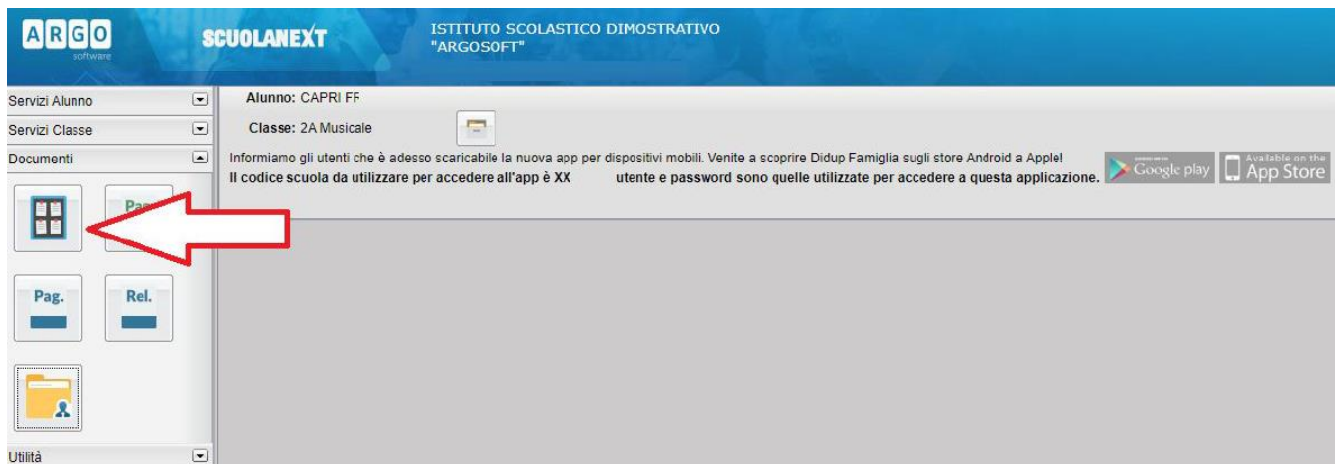 ARGO
software
SCUOLANEXT
ISTITUTO SCOLASTICO DIMOSTRATIVO
"ARGOSOFT"
Servizi Alunno
Servizi Classe
Documenti
Pag.
Rel.
Utilità
Alunno: CAPRI FF
Classe: 2A Musicale
Informiamo gli utenti che è adesso scaricabile la nuova app per dispositivi mobili. Venite a scoprire Didup Famiglia sugli store Android a Apple!
Il codice scuola da utilizzare per accedere all'app è XX utente e password sono quelle utilizzate per accedere a questa applicazione.
Google play
Available on the
App Store